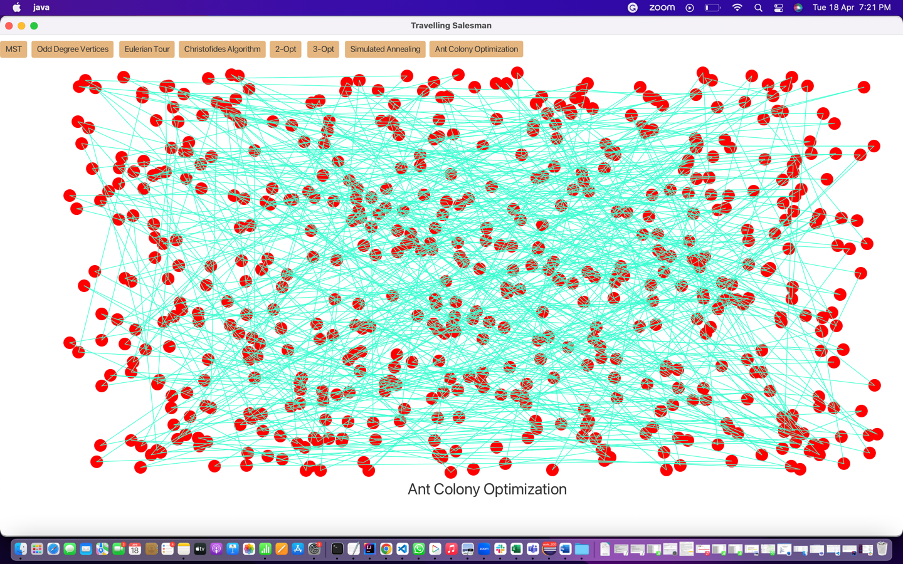 java
zoom
Tue 18 Apr 7:21 PM
Travelling Salesman
MST
Odd Degree Vertices
Eulerian Tour
Christofides Algorithm
2-Opt
3-Opt
Simulated Annealing
Ant Colony Optimization
Ant Colony Optimization